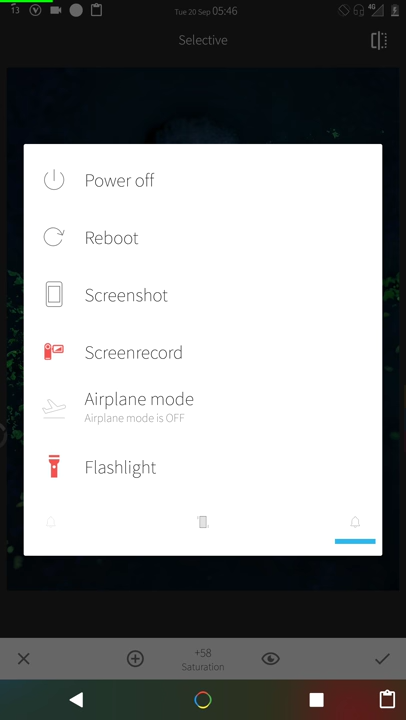 13
Tue 20 Sep 05:46
4G
Selective
Power off
Reboot
Screenshot
Screenrecord
Airplane mode
Airplane mode is OFF
Flashlight
+58
Saturation